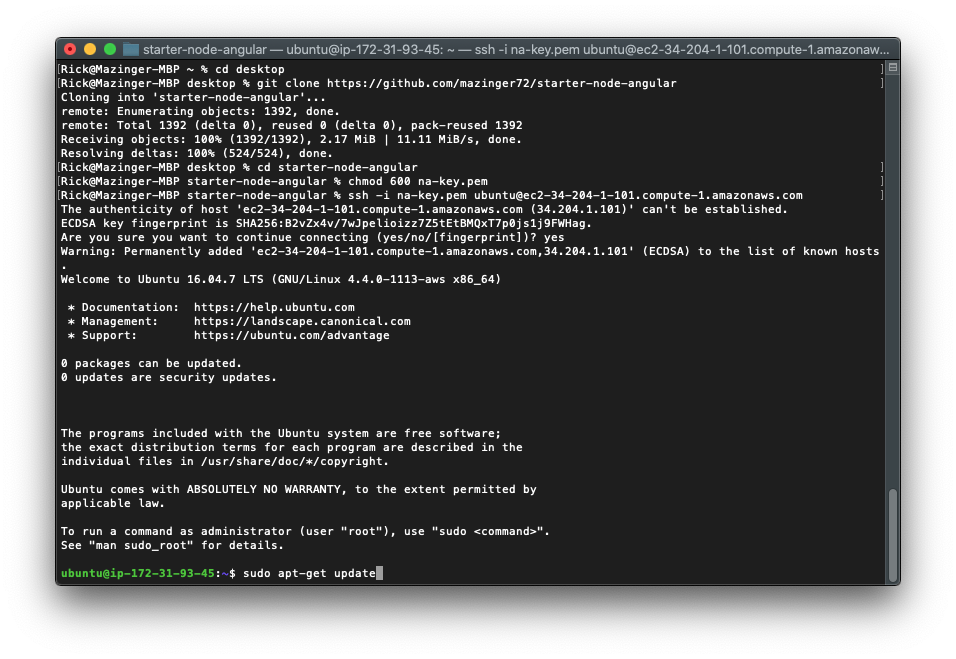 starter-node-angular — ubuntu@ip-172-31-93-45: ~ — ssh -i na-key.pem ubuntu@ec2-34-204-1-101.compute-1.amazonaw...
[Rick@Mazinger-MBP ~ % cd desktop ]
[Rick@Mazinger-MBP desktop % git clone https://github.com/mazinger72/starter-node-angular ]
Cloning into 'starter-node-angular'...
remote: Enumerating objects: 1392, done.
remote: Total 1392 (delta 0), reused 0 (delta 0), pack-reused 1392
Receiving objects: 100% (1392/1392), 2.17 MiB | 11.11 MiB/s, done.
Resolving deltas: 100% (524/524), done.
[Rick@Mazinger-MBP desktop % cd starter-node-angular ]
[Rick@Mazinger-MBP starter-node-angular % chmod 600 na-key.pem ]
[Rick@Mazinger-MBP starter-node-angular % ssh -i na-key.pem ubuntu@ec2-34-204-1-101.compute-1.amazonaws.com ]
The authenticity of host 'ec2-34-204-1-101.compute-1.amazonaws.com (34.204.1.101)' can't be established.
ECDSA key fingerprint is SHA256:B2vZx4v/7wJpelioizz7Z5tEtBMQxT7p0js1j9FWHag.
Are you sure you want to continue connecting (yes/no/[fingerprint])? yes
Warning: Permanently added 'ec2-34-204-1-101.compute-1.amazonaws.com,34.204.1.101' (ECDSA) to the list of known hosts
.
Welcome to Ubuntu 16.04.7 LTS (GNU/Linux 4.4.0-1113-aws x86_64)
* Documentation:  https://help.ubuntu.com
* Management:     https://landscape.canonical.com
* Support:        https://ubuntu.com/advantage
0 packages can be updated.
0 updates are security updates.
The programs included with the Ubuntu system are free software;
the exact distribution terms for each program are described in the
individual files in /usr/share/doc/*/copyright.
Ubuntu comes with ABSOLUTELY NO WARRANTY, to the extent permitted by
applicable law.
To run a command as administrator (user "root"), use "sudo <command>".
See "man sudo_root" for details.
ubuntu@ip-172-31-93-45:~$ sudo apt-get update